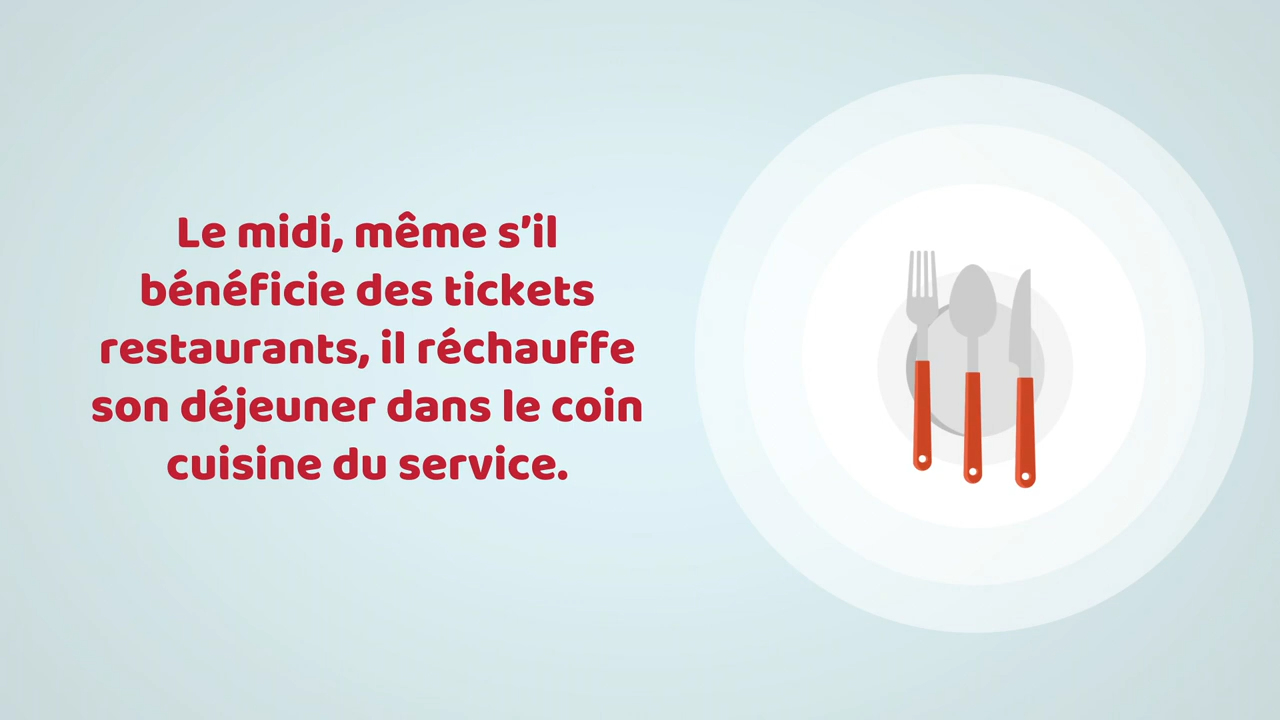 Le midi, même s’il
bénéficie des tickets
restaurants, il réchauffe
son déjeuner dans le coin
cuisine du service.